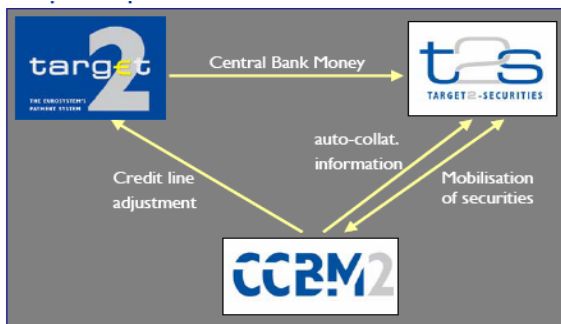 target2
THE EUROSYSTEM'S
PAYMENT SYSTEM
Central Bank Money
t2s
TARGET2-SECURITIES
auto-collat.
information
Credit line
adjustment
Mobilisation
of securities
CCBM2